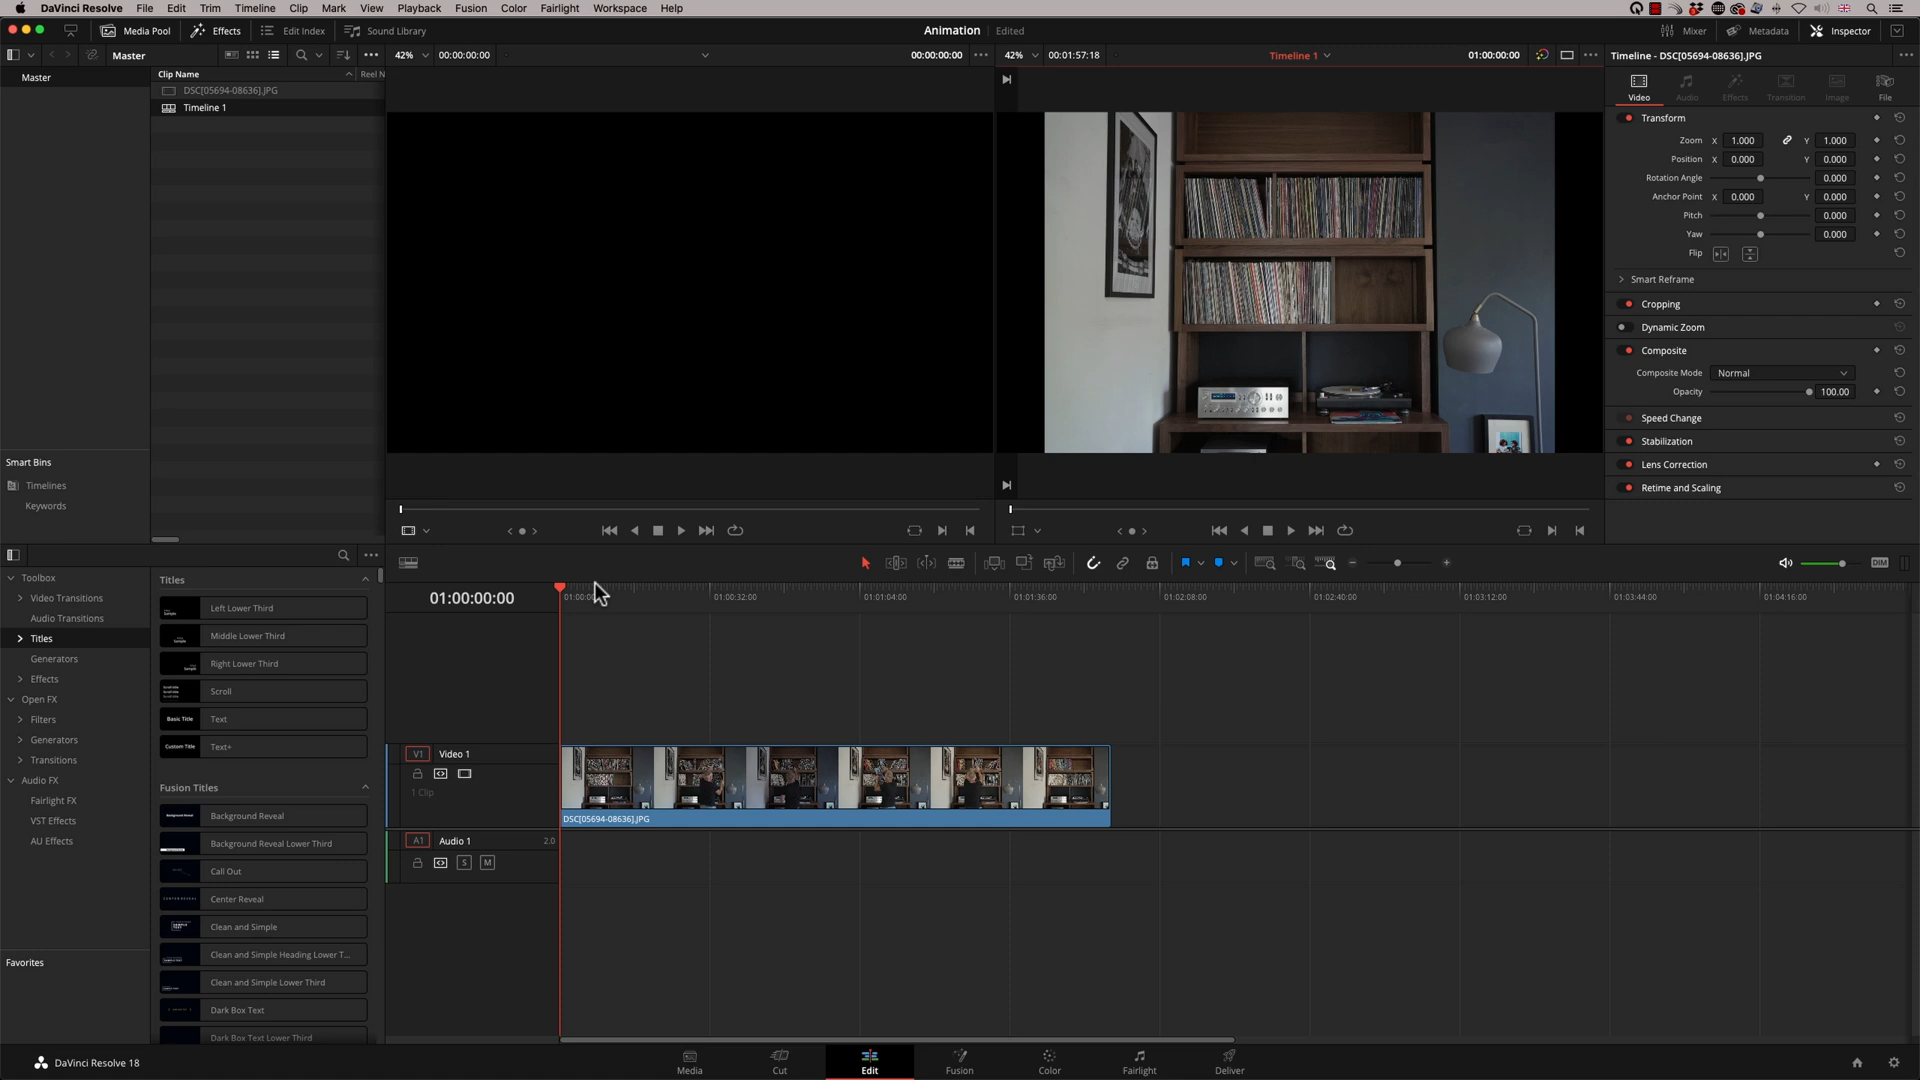 DaVinci Resolve File Edit Trim Timeline Clip Mark View Playback Fusion Color Fairlight Workspace Help
Media Pool Effects Edit Index Sound Library Animation Edited Mixer Metadata Inspector
Master 42% 00:00:00:00 00:00:00:00 42% 00:01:57:18 Timeline 1 01:00:00:00 Timeline - DSC[05694-08636].JPG
Master
Clip Name Reel N
DSC[05694-08636].JPG
Timeline 1
Video Audio Effects Transition Image File
Transform
Zoom X 1.000 Y 1.000
Position X 0.000 Y 0.000
Rotation Angle 0.000
Anchor Point X 0.000 Y 0.000
Pitch 0.000
Yaw 0.000
Flip
Smart Reframe
Cropping
Dynamic Zoom
Composite
Composite Mode Normal
Opacity 100.00
Speed Change
Stabilization
Lens Correction
Retime and Scaling
Smart Bins
Timelines
Keywords
Toolbox
Video Transitions
Audio Transitions
Titles
Generators
Effects
Open FX
Filters
Generators
Transitions
Audio FX
Fairlight FX
VST Effects
AU Effects
Favorites
Titles
Left Lower Third
Middle Lower Third
Right Lower Third
Scroll
Basic Title Text
Custom Title Text+
Fusion Titles
Background Reveal
Background Reveal Lower Third
Call Out
Center Reveal
Clean and Simple
Clean and Simple Heading Lower T...
Clean and Simple Lower Third
Dark Box Text
Dark Box Text Lower Third
DIM
01:00:00:00
01:00:32:00 01:01:04:00 01:01:36:00 01:02:08:00 01:02:40:00 01:03:12:00 01:03:44:00 01:04:16:00
V1 Video 1
1 Clip
DSC[05694-08636].JPG
A1 Audio 1 2.0
S M
DaVinci Resolve 18
Media Cut Edit Fusion Color Fairlight Deliver